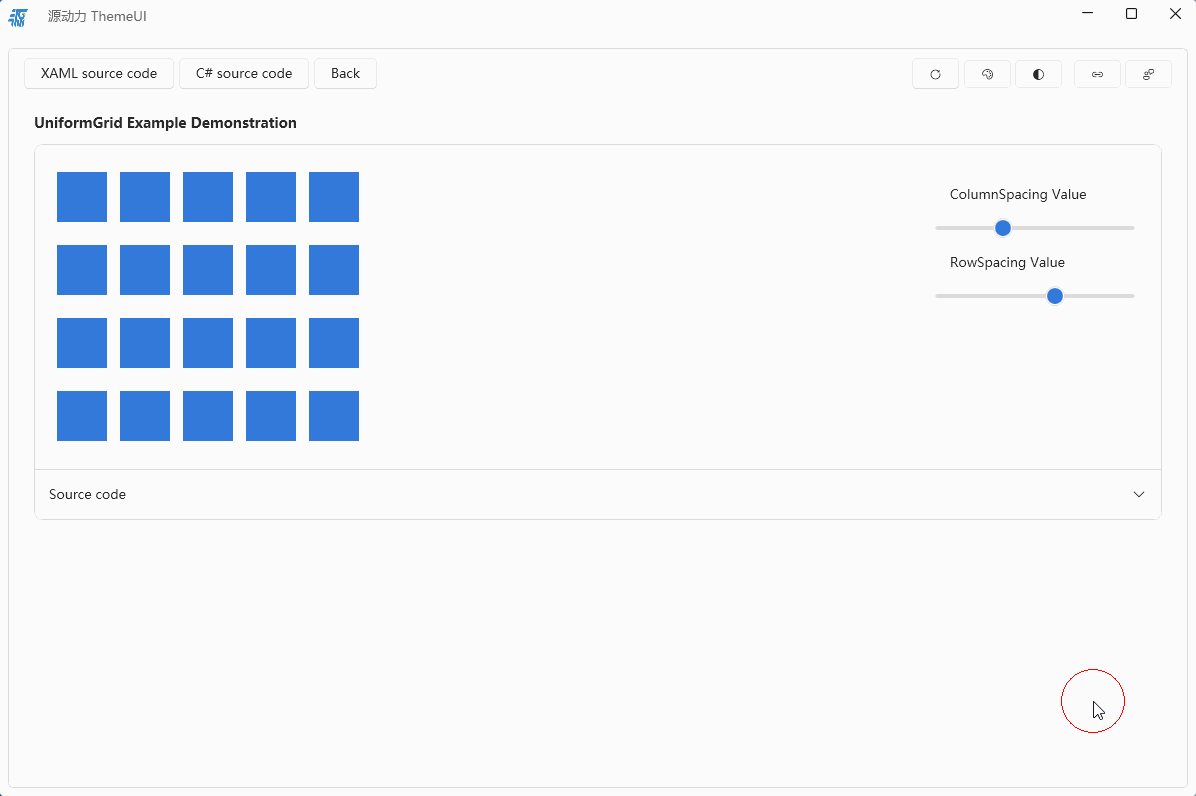 源动力 ThemeUI
XAML source code
C# source code
Back
UniformGrid Example Demonstration
ColumnSpacing Value
RowSpacing Value
Source code